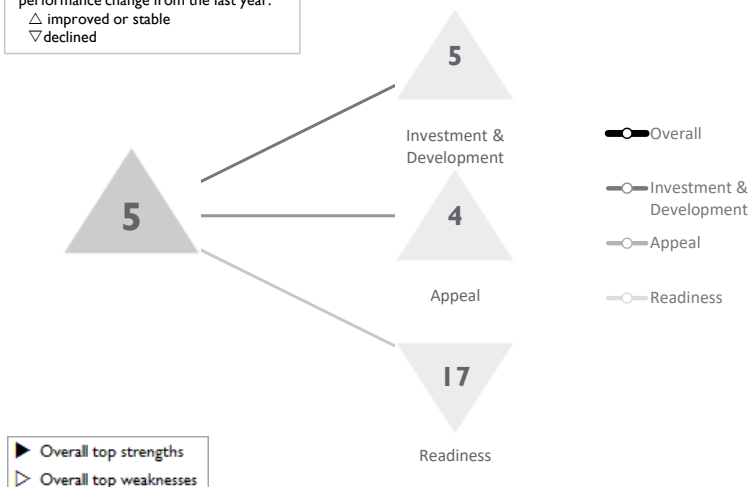 performance change from the last year.
△ improved or stable
▽ declined
5
Investment &
Development
5
4
Appeal
17
Readiness
Overall
Investment &
Development
Appeal
Readiness
▶ Overall top strengths
▷ Overall top weaknesses